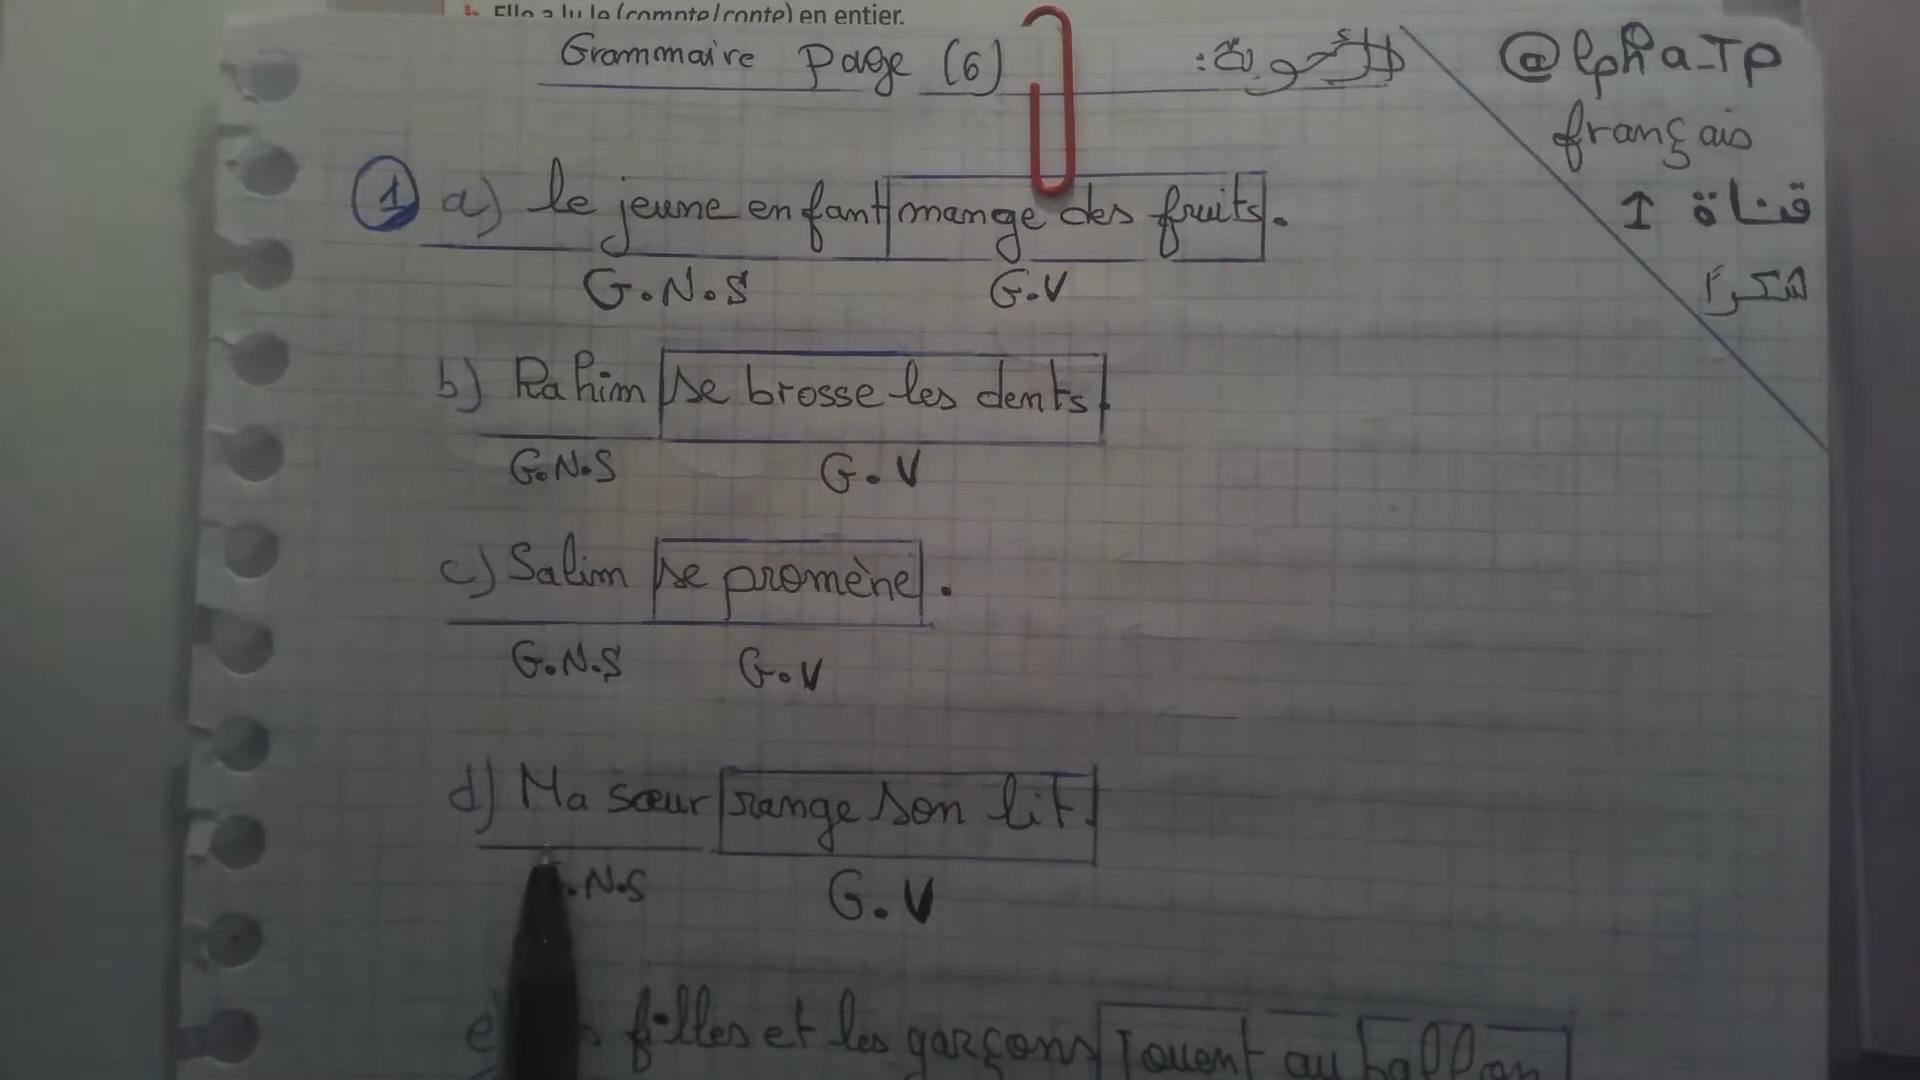 Elle a lu le (compte/conte) en entier.
Grammaire Page (6)
@lpha_Tp
français
قناة ↑
شكراً
1 a) le jeune enfant mange des fruits.
G.N.S G.V
b) Rahim se brosse les dents
G.N.S G.V
c) Salim se promène.
G.N.S G.V
d) Ma sœur range son lit.
.N.S G.V
e filles et les garçons Jouent au ballon